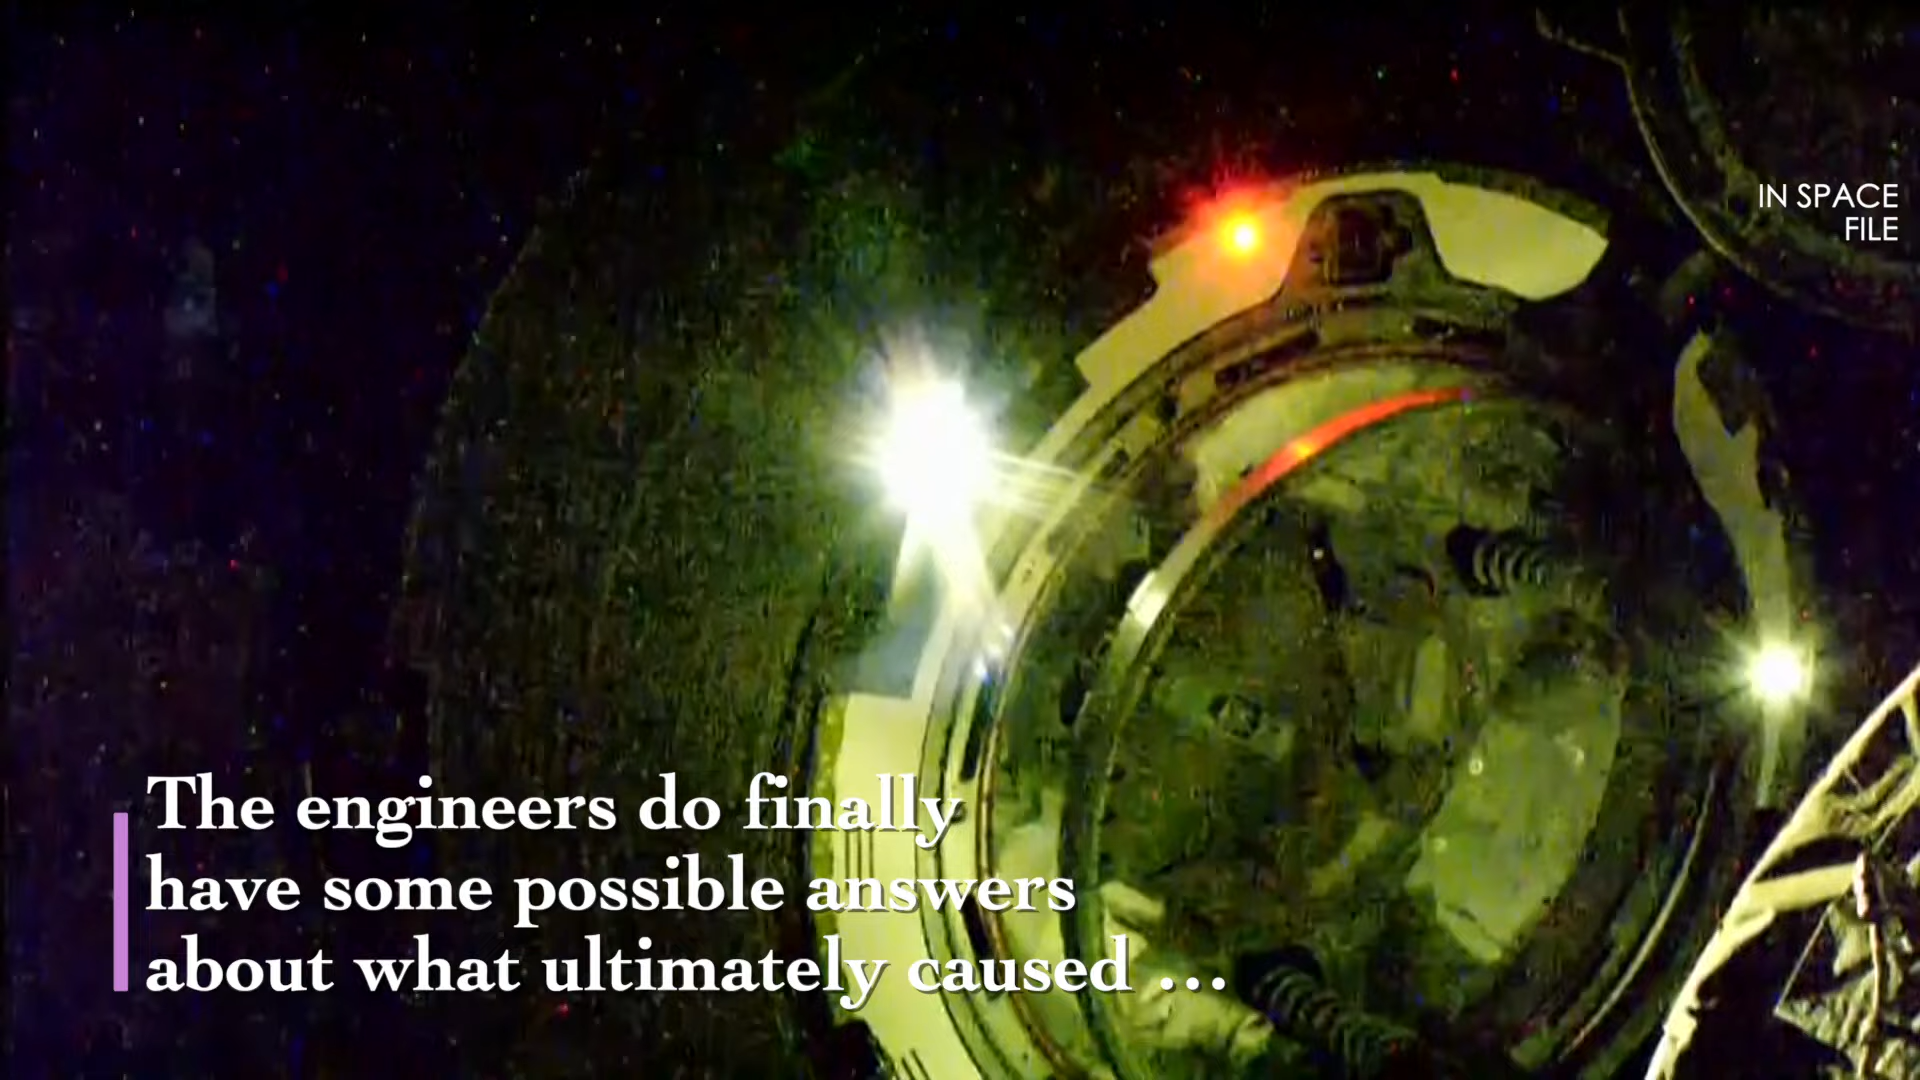 IN SPACE
FILE
The engineers do finally
have some possible answers
about what ultimately caused ...